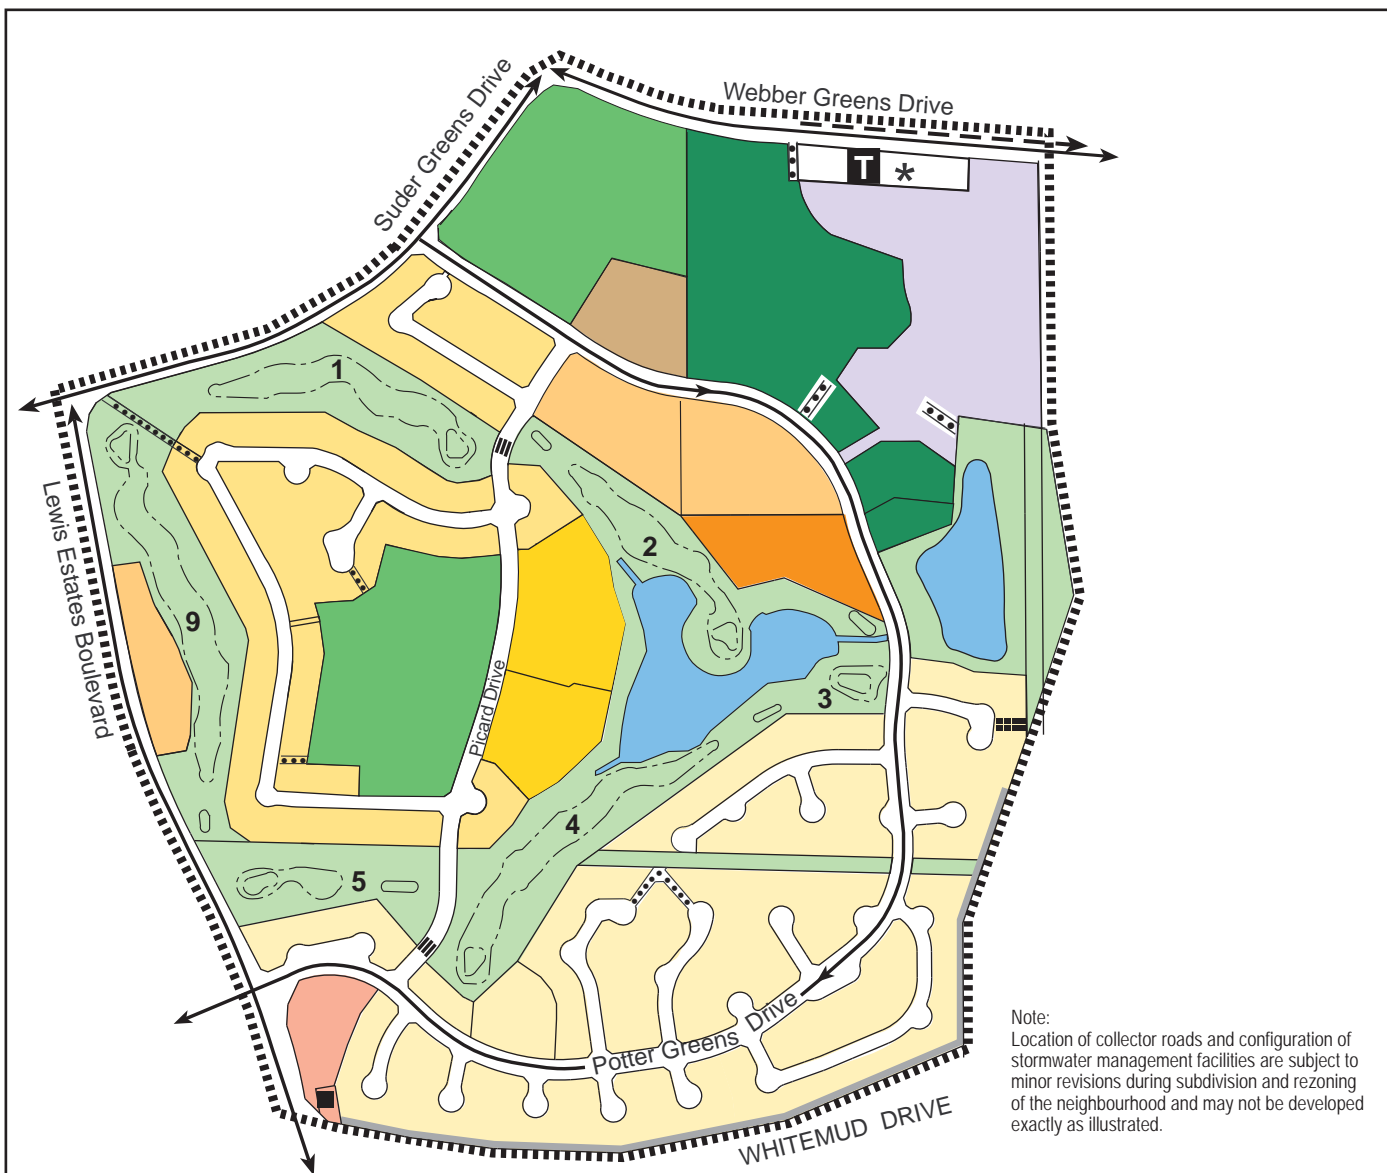 Suder Greens Drive
Webber Greens Drive
T *
1
2
Lewis Estates Boulevard
9
Picard Drive
3
4
5
Potter Greens Drive
WHITEMUD DRIVE
Note:
Location of collector roads and configuration of
stormwater management facilities are subject to
minor revisions during subdivision and rezoning
of the neighbourhood and may not be developed
exactly as illustrated.